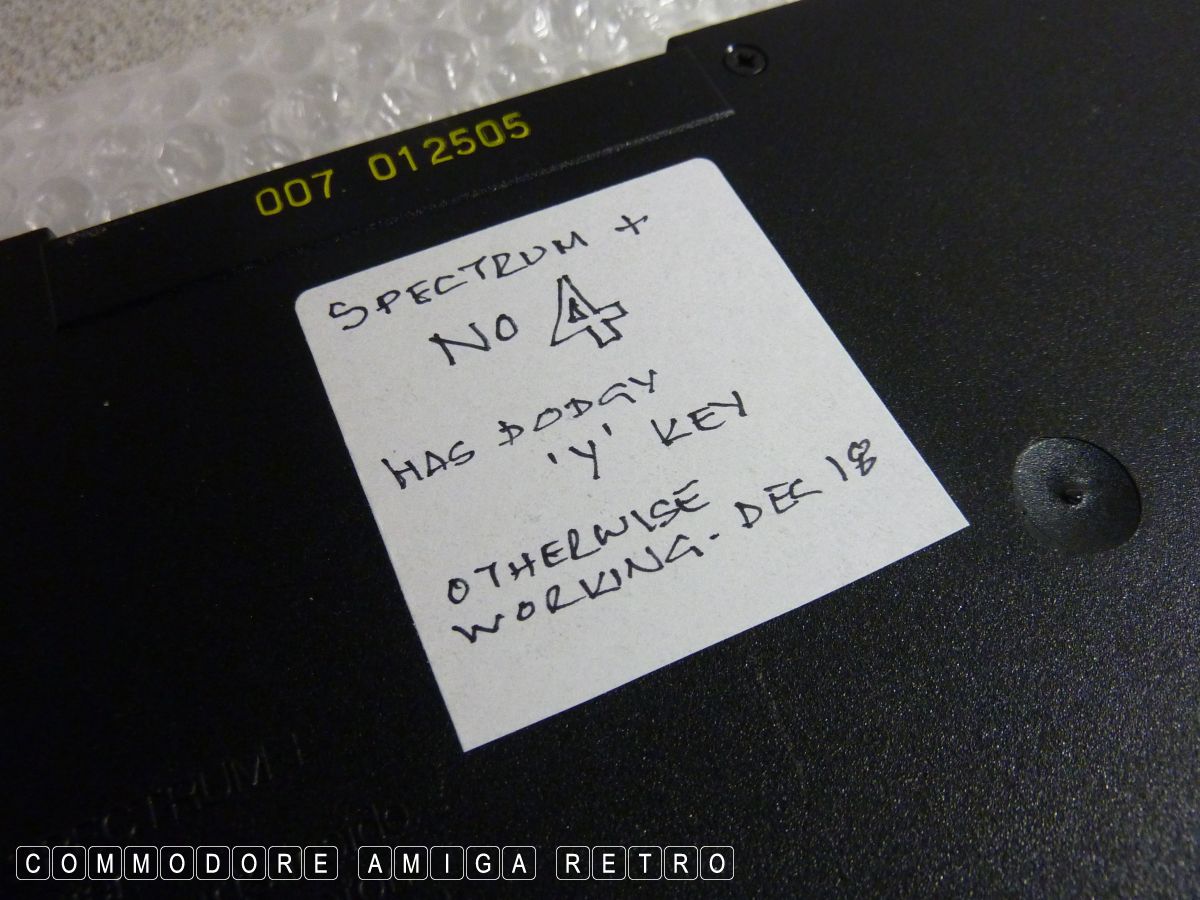 007 012505
SPECTRUM +
NO 4
HAS DODGY
'Y' KEY
OTHERWISE
WORKING. DEC 18
COMMODORE AMIGA RETRO